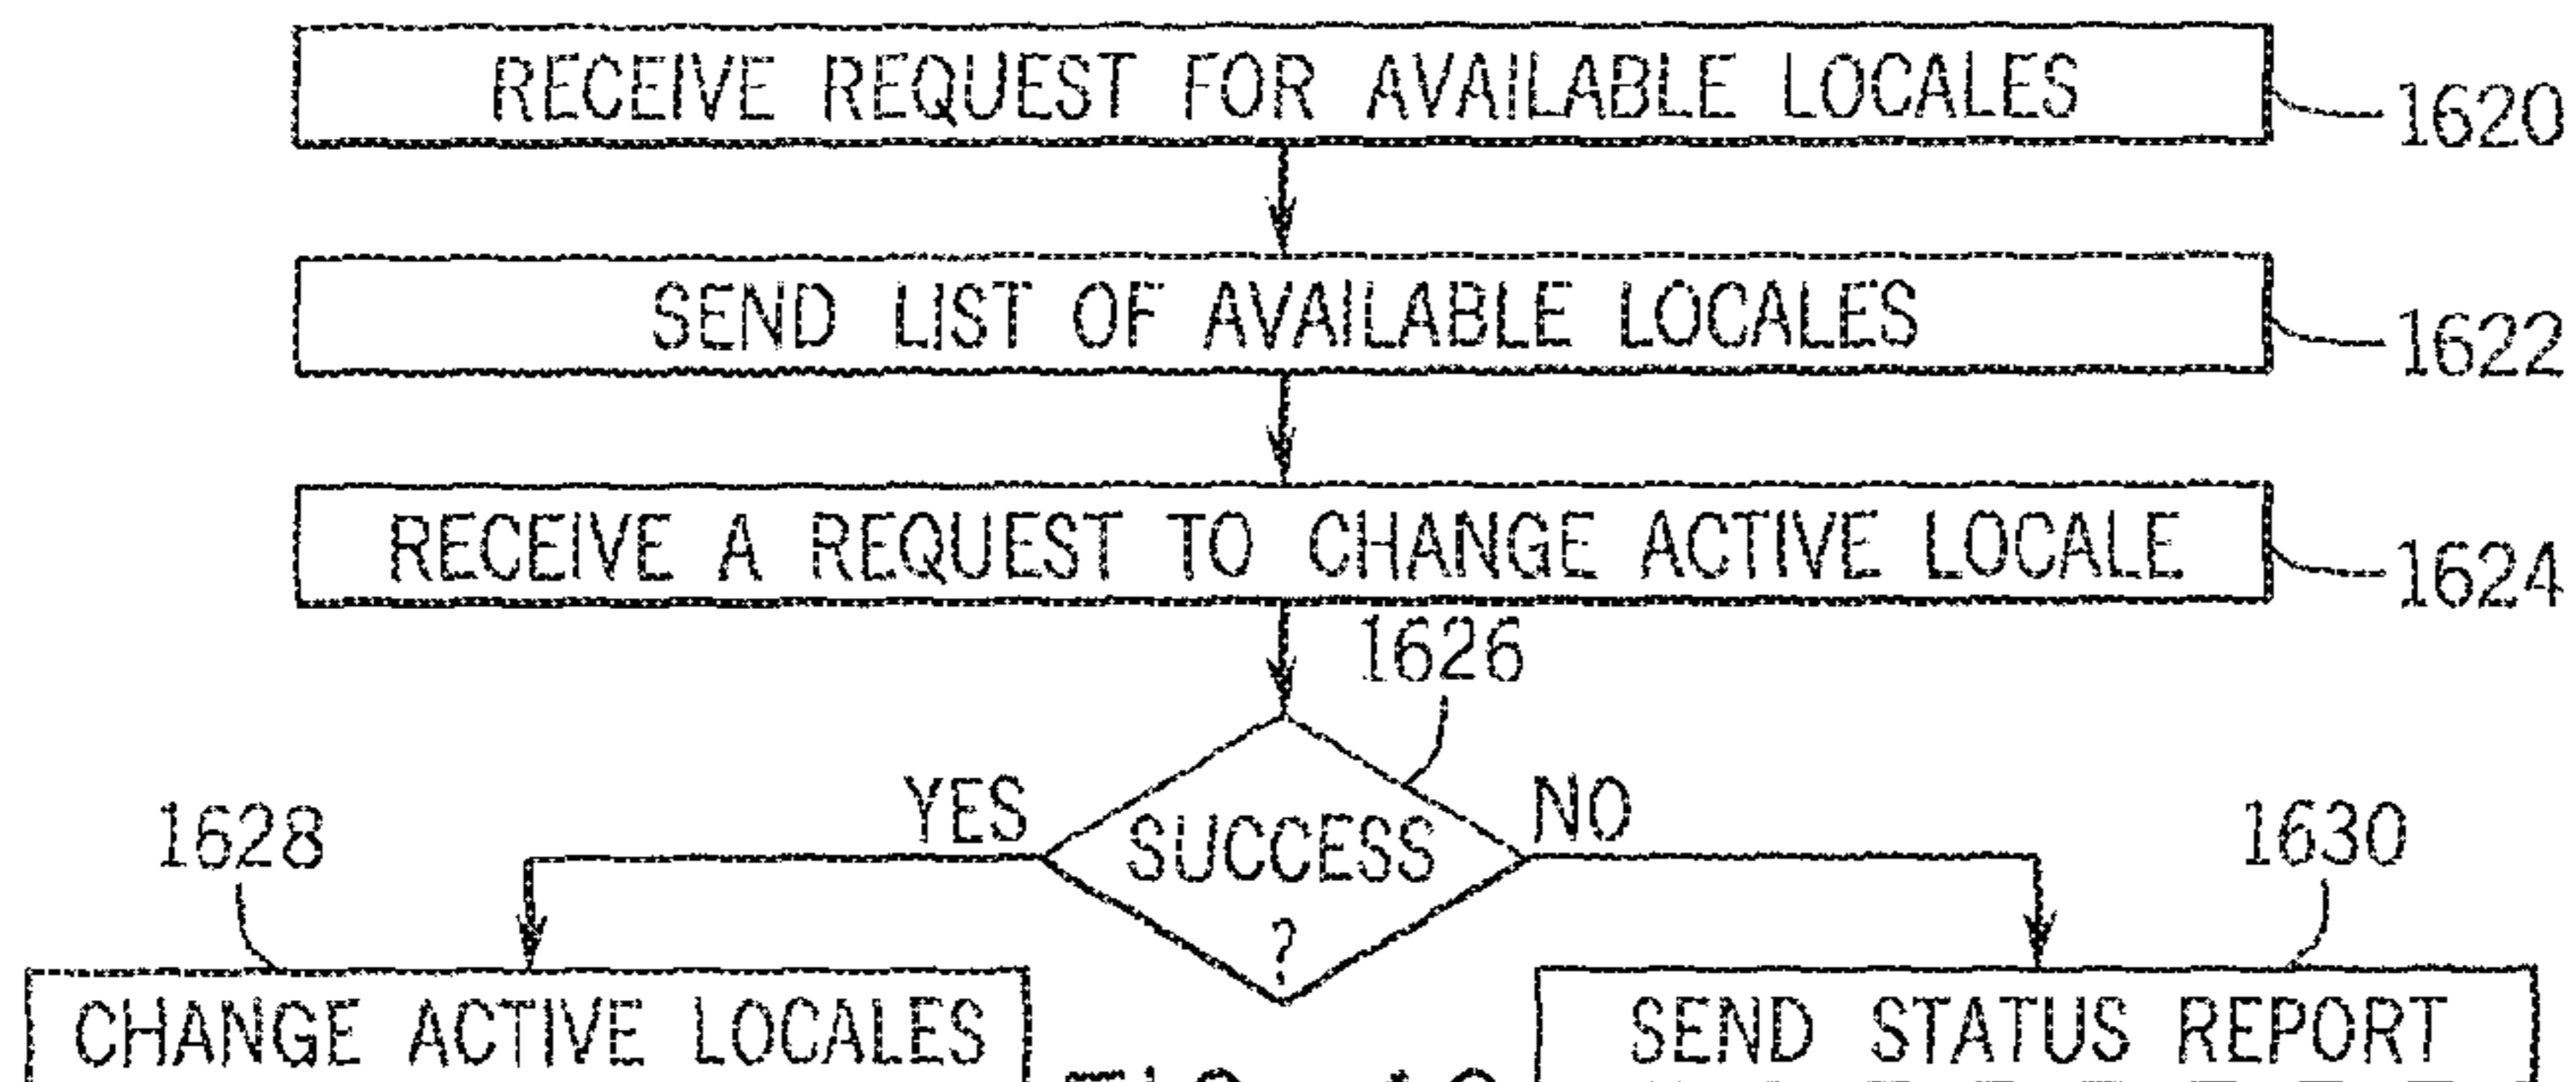 RECEIVE REQUEST FOR AVAILABLE LOCALES
1620
SEND LIST OF AVAILABLE LOCALES
1622
RECEIVE A REQUEST TO CHANGE ACTIVE LOCALE
1624
1626
YES
SUCCESS
?
NO
1628
1630
CHANGE ACTIVE LOCALES
SEND STATUS REPORT